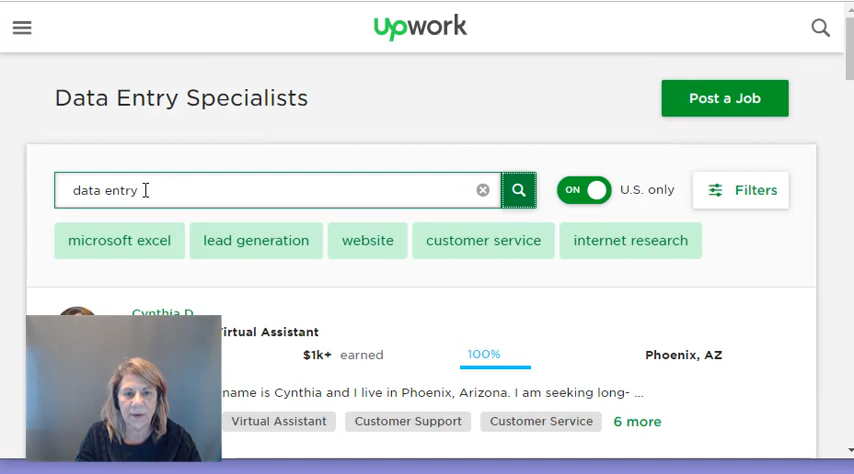 upwork
Data Entry Specialists
Post a Job
data entry
ON
U.S. only
Filters
microsoft excel
lead generation
website
customer service
internet research
Cynthia D.
Virtual Assistant
$1k+ earned
100%
Phoenix, AZ
name is Cynthia and I live in Phoenix, Arizona. I am seeking long- ...
Virtual Assistant
Customer Support
Customer Service
6 more